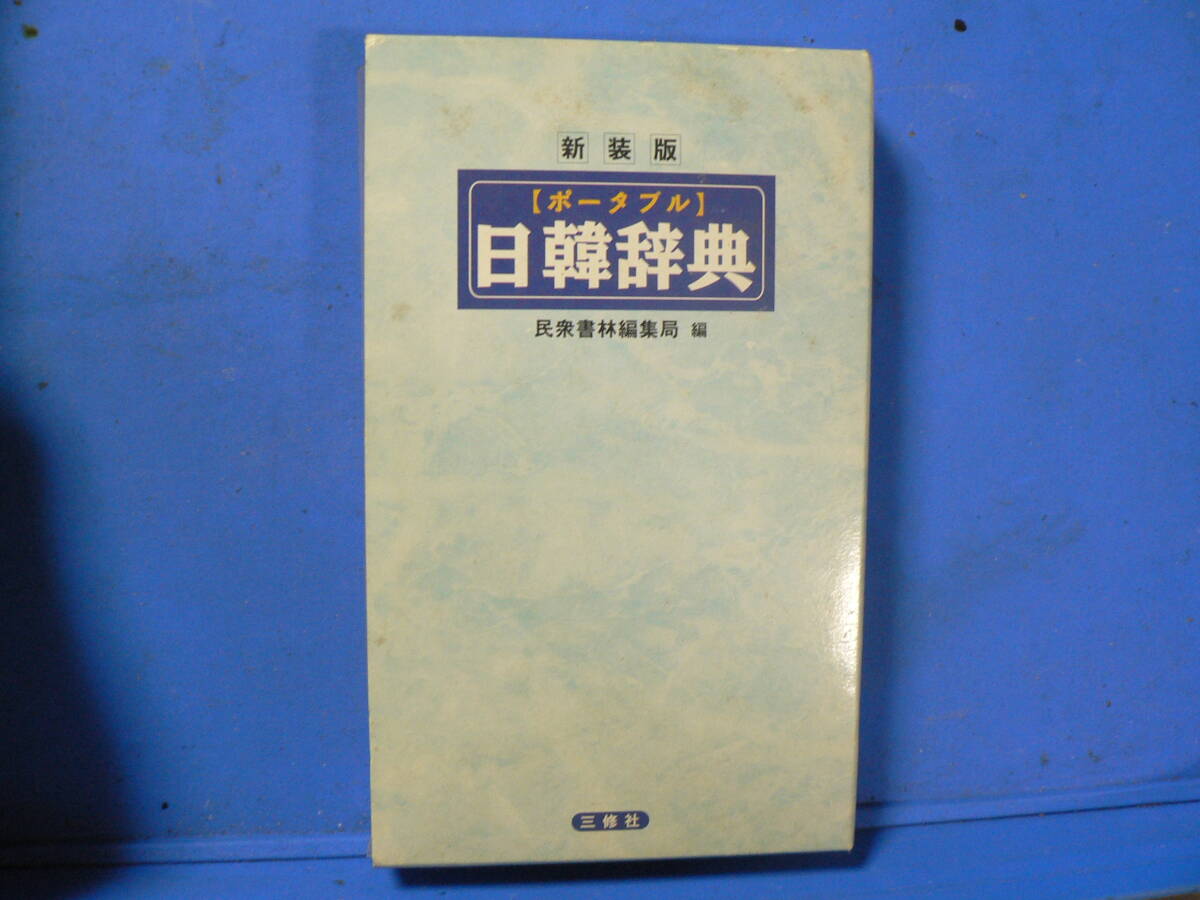 新装版
【ポータブル】
日韓辞典
民衆書林編集局 編
三修社